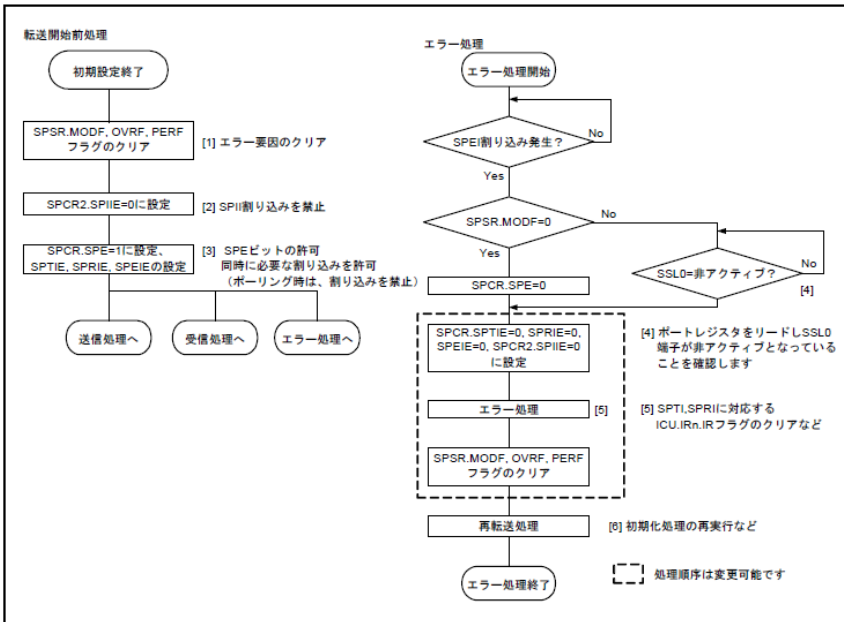 転送開始前処理
初期設定終了
SPSR.MODF, OVRF, PERF
フラグのクリア
[1] エラー要因のクリア
SPCR2.SPIIE=0に設定
[2] SPII割り込みを禁止
SPCR.SPE=1に設定、
SPTIE, SPRIE, SPEIEの設定
[3] SPEビットの許可
同時に必要な割り込みを許可
（ポーリング時は、割り込みを禁止）
送信処理へ
受信処理へ
エラー処理へ
エラー処理
エラー処理開始
SPEI割り込み発生？
No
Yes
SPSR.MODF=0
No
Yes
SSL0=非アクティブ？
No
[4]
SPCR.SPE=0
SPCR.SPTIE=0, SPRIE=0,
SPEIE=0, SPCR2.SPIIE=0
に設定
[4] ポートレジスタをリードしSSL0
端子が非アクティブとなっている
ことを確認します
エラー処理
[5]
[5] SPTI,SPRIに対応する
ICU.IRn.IRフラグのクリアなど
SPSR.MODF, OVRF, PERF
フラグのクリア
再転送処理
[6] 初期化処理の再実行など
エラー処理終了
処理順序は変更可能です